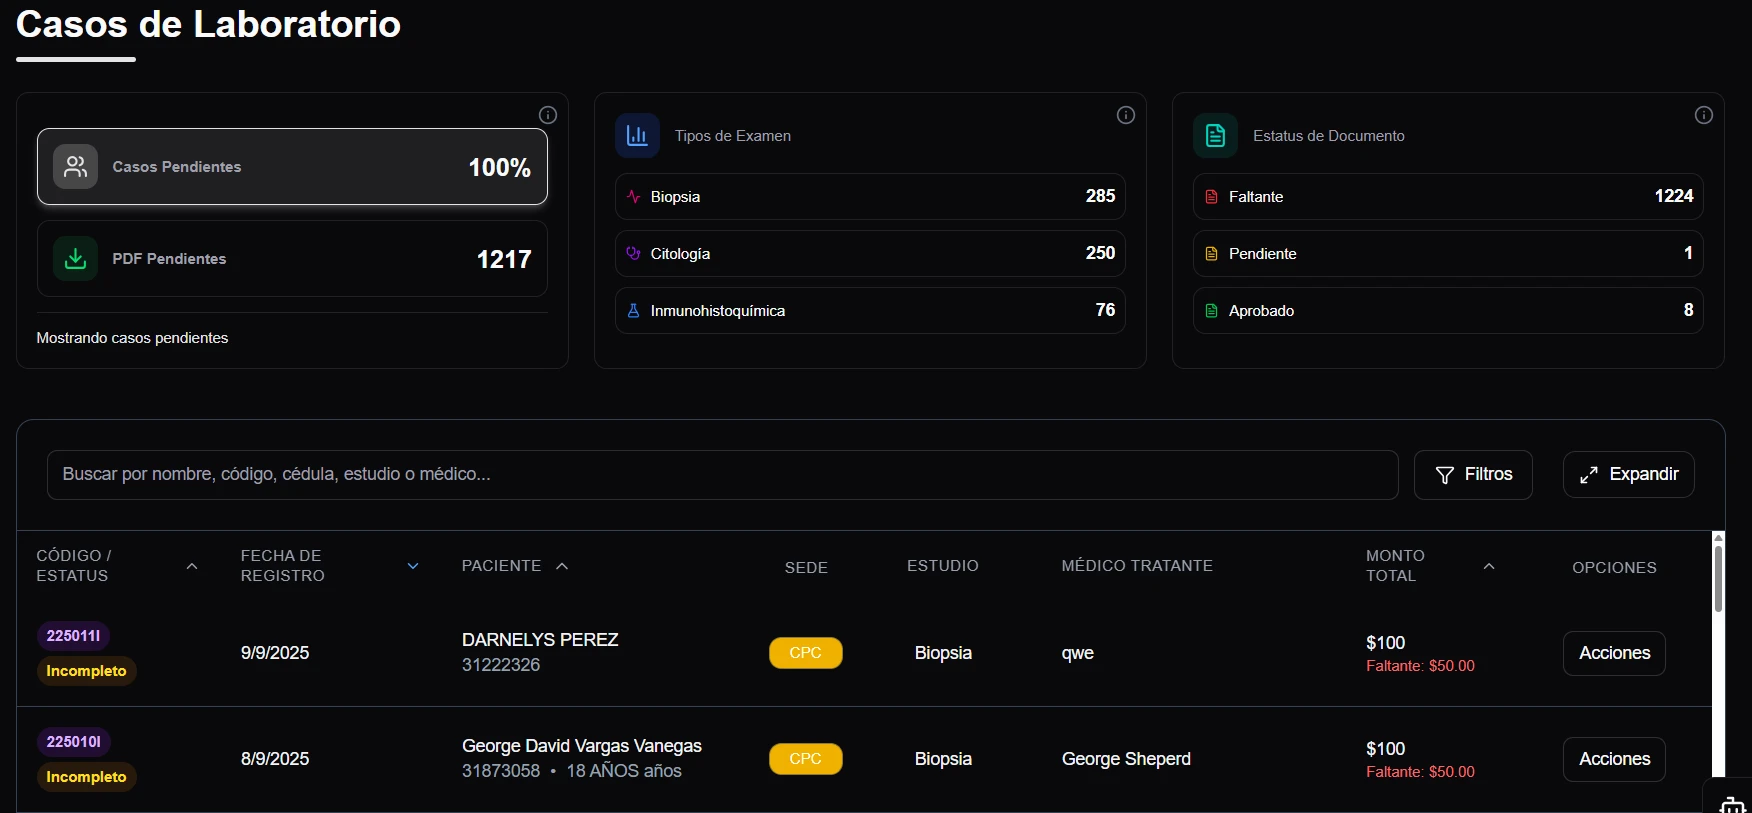 Casos de Laboratorio
Casos Pendientes 100%
PDF Pendientes 1217
Mostrando casos pendientes
Tipos de Examen
Biopsia 285
Citología 250
Inmunohistoquímica 76
Estatus de Documento
Faltante 1224
Pendiente 1
Aprobado 8
Buscar por nombre, código, cédula, estudio o médico...
Filtros
Expandir
CÓDIGO /
ESTATUS
FECHA DE
REGISTRO
PACIENTE
SEDE
ESTUDIO
MÉDICO TRATANTE
MONTO
TOTAL
OPCIONES
225011I
Incompleto
9/9/2025
DARNELYS PEREZ
31222326
CPC
Biopsia
qwe
$100
Faltante: $50.00
Acciones
225010I
Incompleto
8/9/2025
George David Vargas Vanegas
31873058 • 18 AÑOS años
CPC
Biopsia
George Sheperd
$100
Faltante: $50.00
Acciones